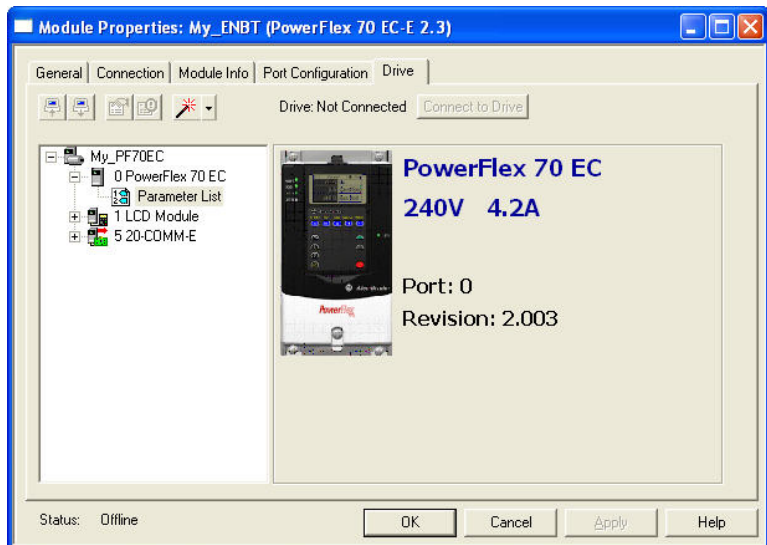 Module Properties: My_ENBT (PowerFlex 70 EC-E 2.3)
General Connection Module Info Port Configuration Drive
Drive: Not Connected Connect to Drive
My_PF70EC
0 PowerFlex 70 EC
Parameter List
1 LCD Module
5 20-COMM-E
PowerFlex 70 EC
240V 4.2A
PowerFlex
Port: 0
Revision: 2.003
Status: Offline OK Cancel Apply Help